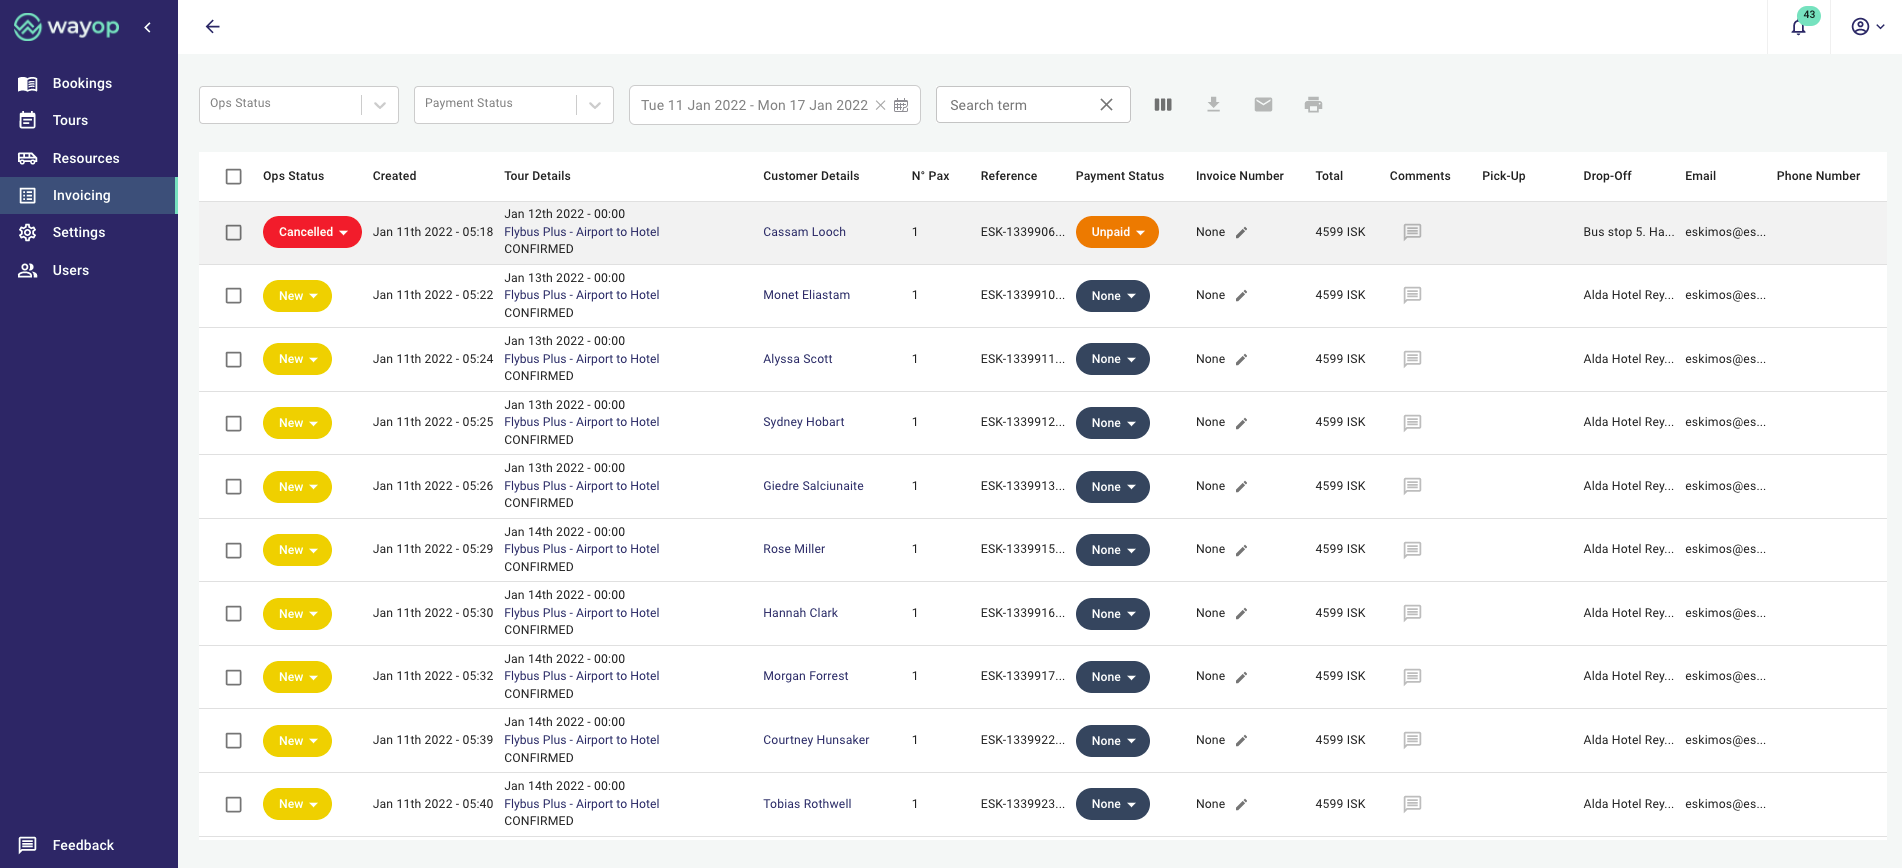 wayop
43
Bookings
Tours
Resources
Invoicing
Settings
Users
Feedback
Ops Status
Payment Status
Tue 11 Jan 2022 - Mon 17 Jan 2022
Search term
Ops Status Created Tour Details Customer Details N° Pax Reference Payment Status Invoice Number Total Comments Pick-Up Drop-Off Email Phone Number
Jan 12th 2022 - 00:00
Cancelled Jan 11th 2022 - 05:18 Flybus Plus - Airport to Hotel Cassam Looch 1 ESK-1339906... Unpaid None 4599 ISK Bus stop 5. Ha... eskimos@es...
CONFIRMED
Jan 13th 2022 - 00:00
New Jan 11th 2022 - 05:22 Flybus Plus - Airport to Hotel Monet Eliastam 1 ESK-1339910... None None 4599 ISK Alda Hotel Rey... eskimos@es...
CONFIRMED
Jan 13th 2022 - 00:00
New Jan 11th 2022 - 05:24 Flybus Plus - Airport to Hotel Alyssa Scott 1 ESK-1339911... None None 4599 ISK Alda Hotel Rey... eskimos@es...
CONFIRMED
Jan 13th 2022 - 00:00
New Jan 11th 2022 - 05:25 Flybus Plus - Airport to Hotel Sydney Hobart 1 ESK-1339912... None None 4599 ISK Alda Hotel Rey... eskimos@es...
CONFIRMED
Jan 13th 2022 - 00:00
New Jan 11th 2022 - 05:26 Flybus Plus - Airport to Hotel Giedre Salciunaite 1 ESK-1339913... None None 4599 ISK Alda Hotel Rey... eskimos@es...
CONFIRMED
Jan 14th 2022 - 00:00
New Jan 11th 2022 - 05:29 Flybus Plus - Airport to Hotel Rose Miller 1 ESK-1339915... None None 4599 ISK Alda Hotel Rey... eskimos@es...
CONFIRMED
Jan 14th 2022 - 00:00
New Jan 11th 2022 - 05:30 Flybus Plus - Airport to Hotel Hannah Clark 1 ESK-1339916... None None 4599 ISK Alda Hotel Rey... eskimos@es...
CONFIRMED
Jan 14th 2022 - 00:00
New Jan 11th 2022 - 05:32 Flybus Plus - Airport to Hotel Morgan Forrest 1 ESK-1339917... None None 4599 ISK Alda Hotel Rey... eskimos@es...
CONFIRMED
Jan 14th 2022 - 00:00
New Jan 11th 2022 - 05:39 Flybus Plus - Airport to Hotel Courtney Hunsaker 1 ESK-1339922... None None 4599 ISK Alda Hotel Rey... eskimos@es...
CONFIRMED
Jan 14th 2022 - 00:00
New Jan 11th 2022 - 05:40 Flybus Plus - Airport to Hotel Tobias Rothwell 1 ESK-1339923... None None 4599 ISK Alda Hotel Rey... eskimos@es...
CONFIRMED